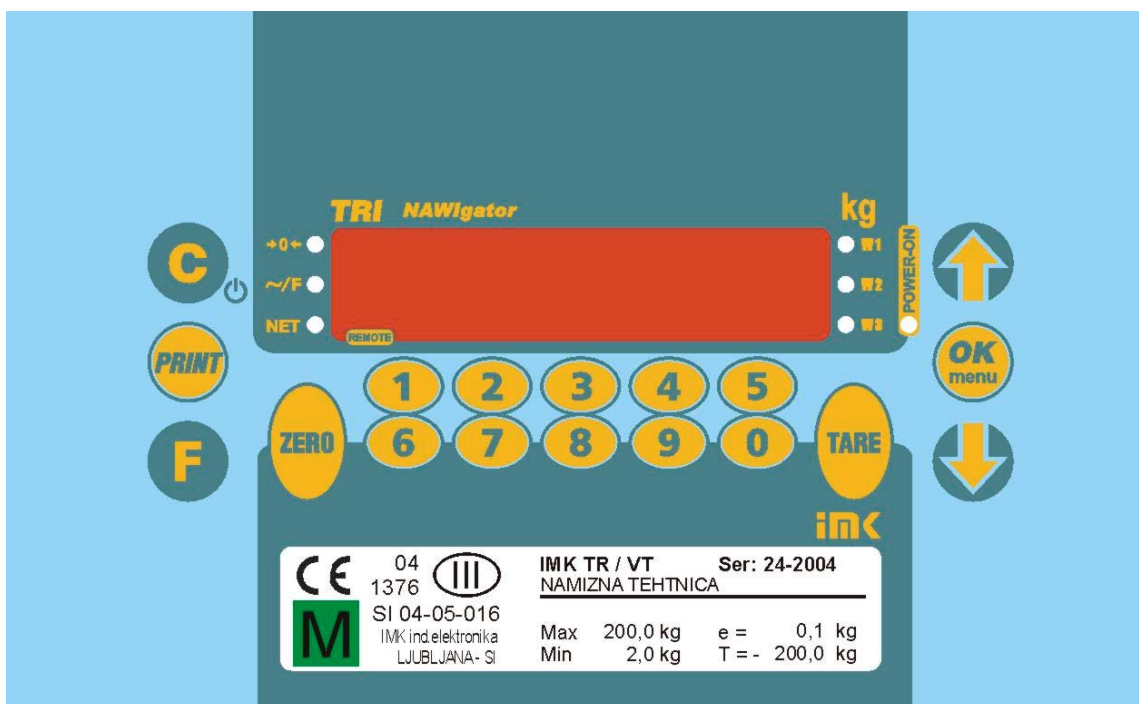 TRI NAWIgator kg
→0← W1
~/F W2
NET W3
POWER-ON
REMOTE
C
PRINT
F
OK
menu
1 2 3 4 5
6 7 8 9 0
ZERO
TARE
imK
CE 04 III
1376
M
SI 04-05-016
IMK ind.elektronika
LJUBLJANA- SI
IMK TR / VT Ser: 24-2004
NAMIZNA TEHTNICA
Max 200,0 kg e = 0,1 kg
Min 2,0 kg T = - 200,0 kg